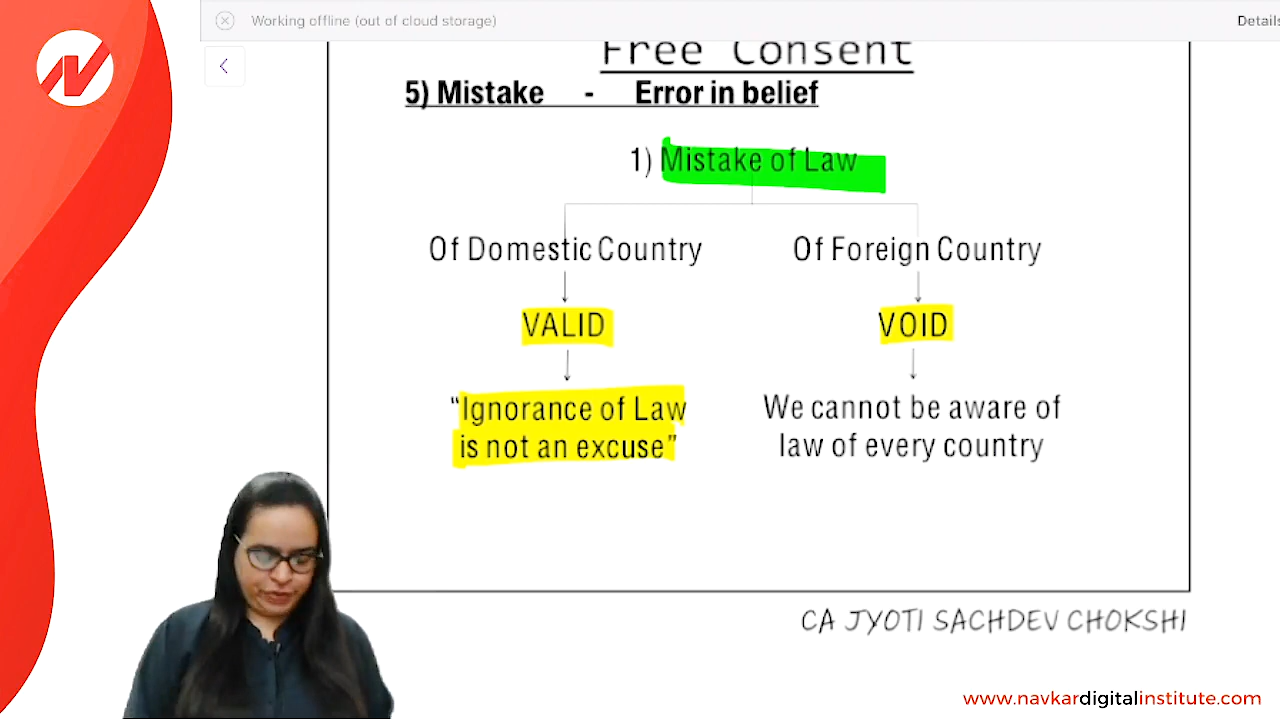 Working offline (out of cloud storage)
Details
Free Consent
5) Mistake - Error in belief
1) Mistake of Law
Of Domestic Country
Of Foreign Country
VALID
VOID
“Ignorance of Law
is not an excuse”
We cannot be aware of
law of every country
CA JYOTI SACHDEV CHOKSHI
www.navkardigitalinstitute.com